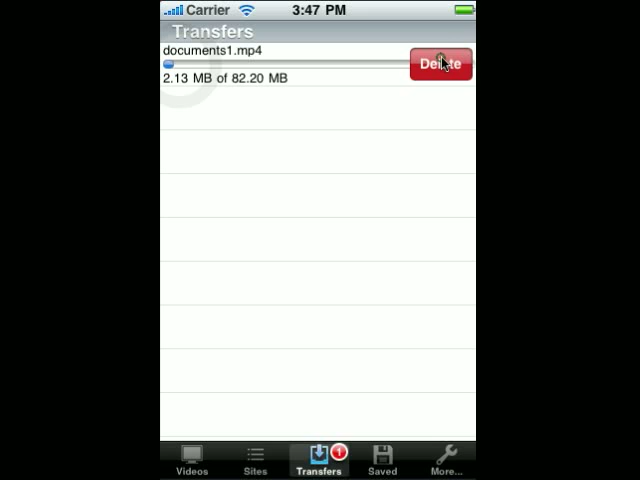 Carrier 3:47 PM
Transfers
documents1.mp4
Delete
2.13 MB of 82.20 MB
1
Videos Sites Transfers Saved More...